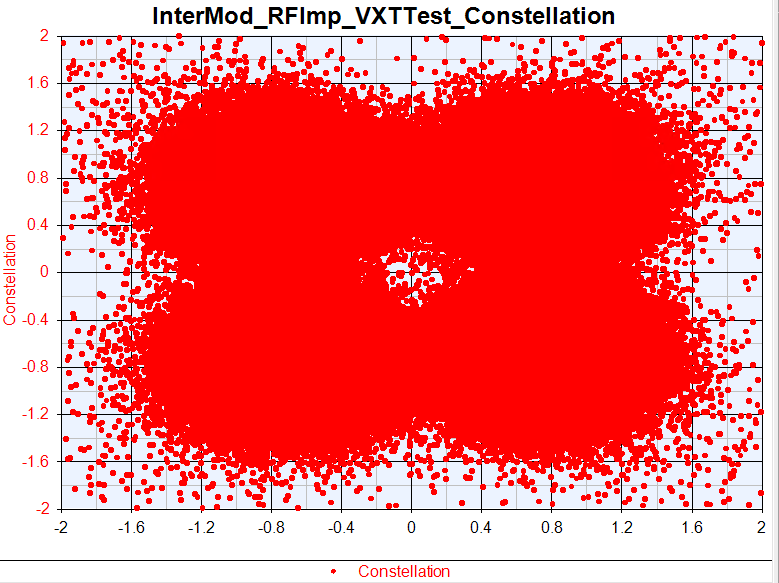 InterMod_RFImp_VXTTest_Constellation
2
1.6
1.2
0.8
0.4
0
-0.4
-0.8
-1.2
-1.6
-2
Constellation
-2 -1.6 -1.2 -0.8 -0.4 0 0.4 0.8 1.2 1.6 2
Constellation